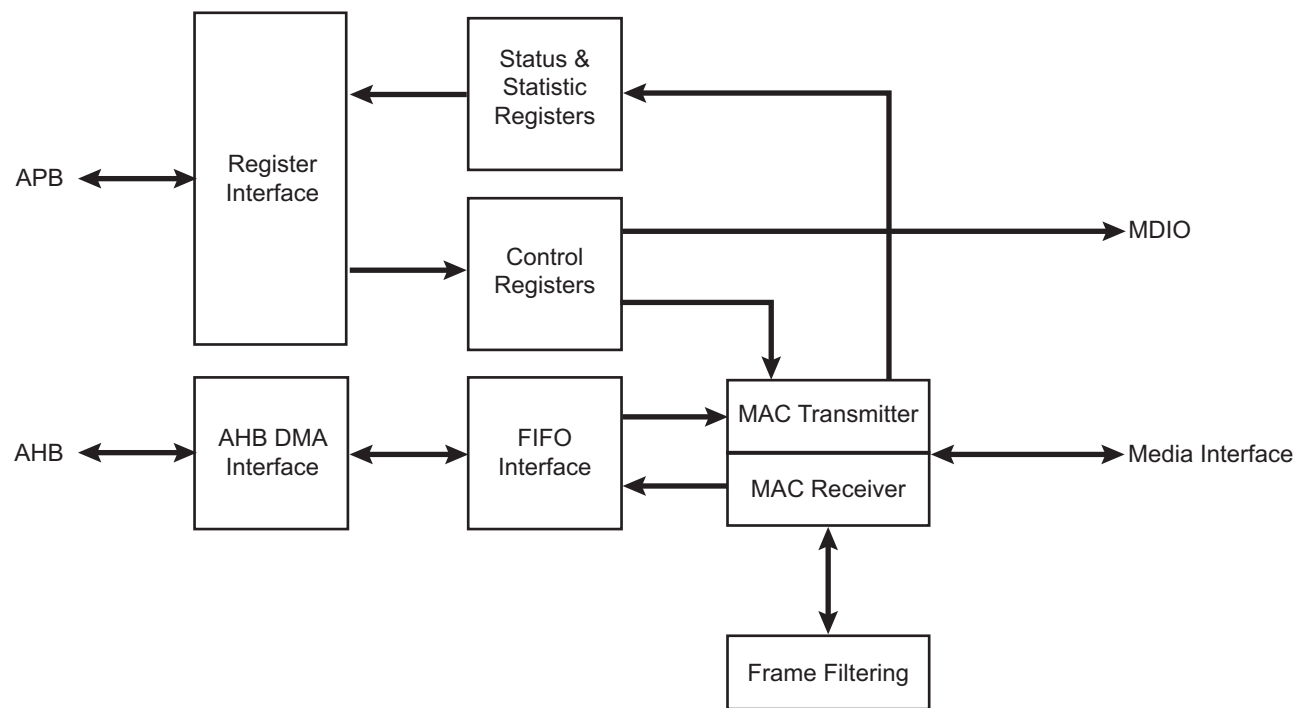 Status &
Statistic
Registers
APB
Register
Interface
MDIO
Control
Registers
MAC Transmitter
AHB
AHB DMA
Interface
FIFO
Interface
Media Interface
MAC Receiver
Frame Filtering